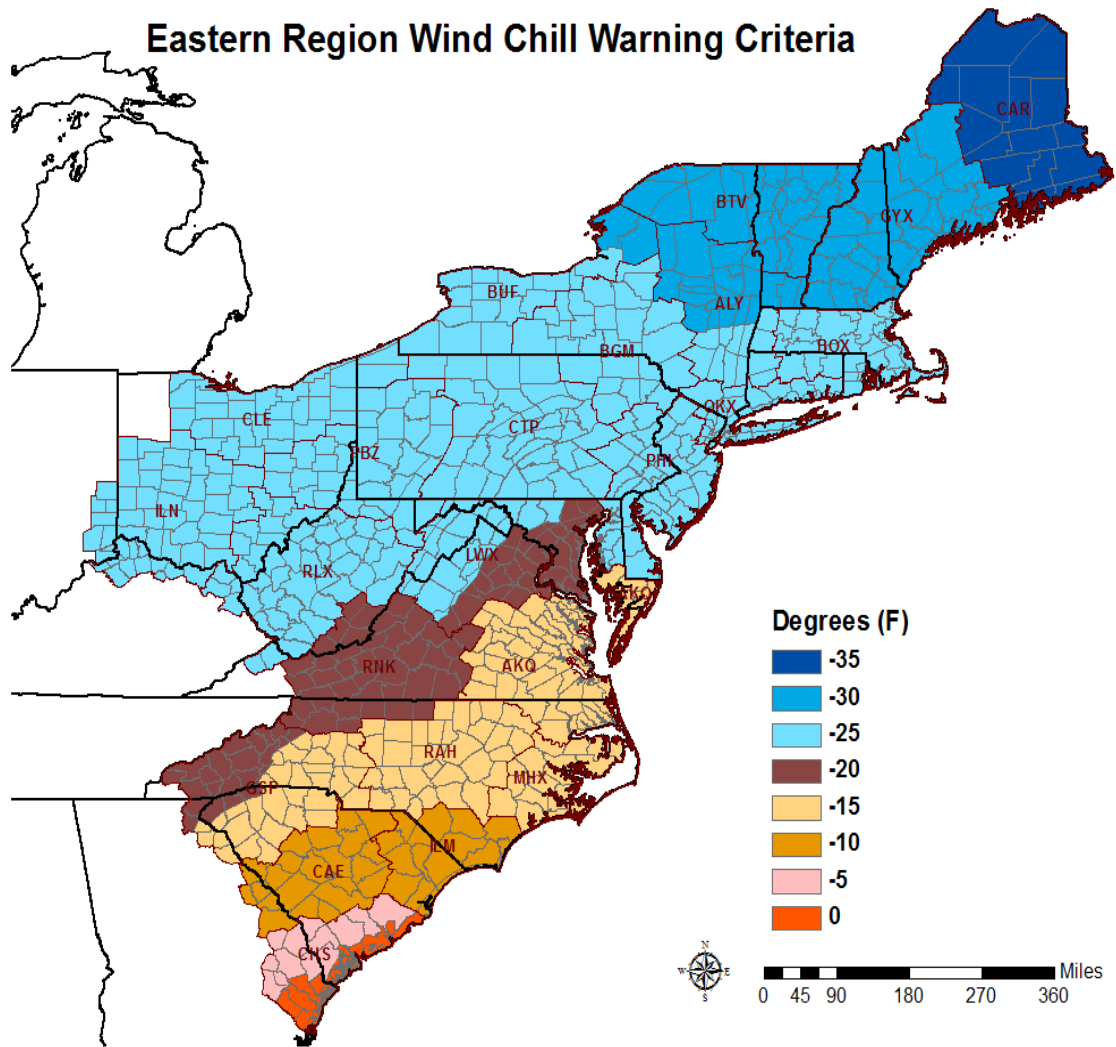 Eastern Region Wind Chill Warning Criteria
CAR
BTV
GYX
BUF
ALY
BOX
BGM
CLE
OKX
CTP
PBZ
PHI
ILN
LWX
RLX
AKQ
RNK
AKQ
RAH
MHX
GSP
ILM
CAE
CHS
Degrees (F)
-35
-30
-25
-20
-15
-10
-5
0
N
W E
S
Miles
0 45 90 180 270 360